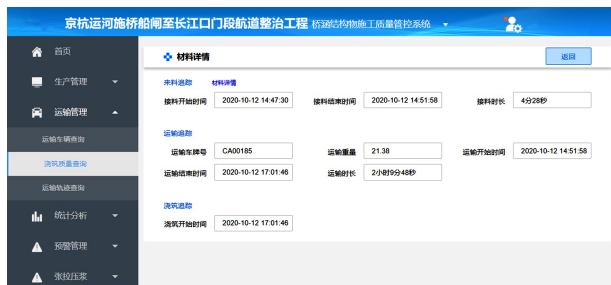 京杭运河施桥船闸至长江口门段航道整治工程 桥涵结构物施工质量管控系统
首页
生产管理
运输管理
运输车辆查询
浇筑质量查询
运输轨迹查询
统计分析
预警管理
张拉压浆
材料详情
返回
来料追踪 材料详情
接料开始时间 2020-10-12 14:47:30 接料结束时间 2020-10-12 14:51:58 接料时长 4分28秒
运输追踪
运输车牌号 CA00185 运输重量 21.38 运输开始时间 2020-10-12 14:51:58
运输结束时间 2020-10-12 17:01:46 运输时长 2小时9分48秒
浇筑追踪
浇筑开始时间 2020-10-12 17:01:46